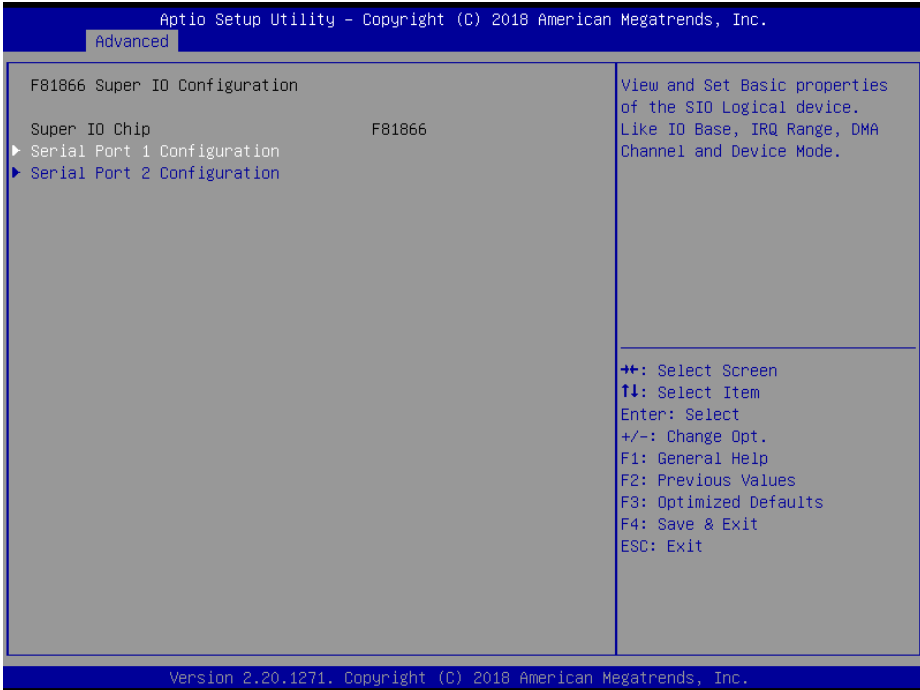 Aptio Setup Utility – Copyright (C) 2018 American Megatrends, Inc.
Advanced
F81866 Super IO Configuration
Super IO Chip F81866
Serial Port 1 Configuration
Serial Port 2 Configuration
View and Set Basic properties
of the SIO Logical device.
Like IO Base, IRQ Range, DMA
Channel and Device Mode.
→←: Select Screen
↑↓: Select Item
Enter: Select
+/-: Change Opt.
F1: General Help
F2: Previous Values
F3: Optimized Defaults
F4: Save & Exit
ESC: Exit
Version 2.20.1271. Copyright (C) 2018 American Megatrends, Inc.